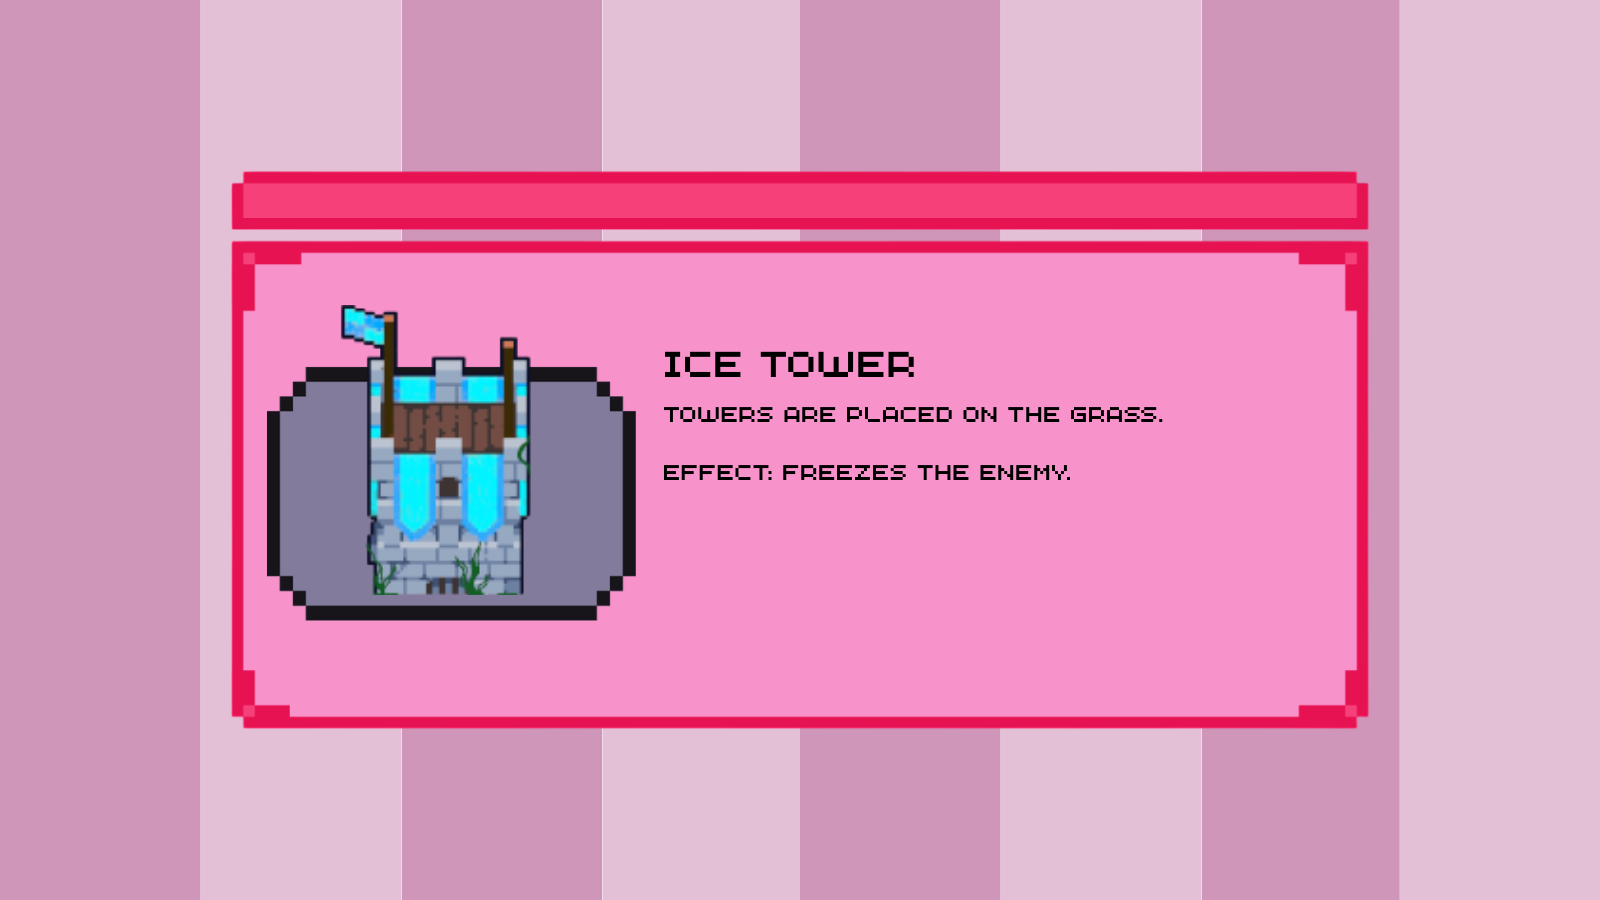 ICE TOWER
TOWERS ARE PLACED ON THE GRASS.
EFFECT: FREEZES THE ENEMY.